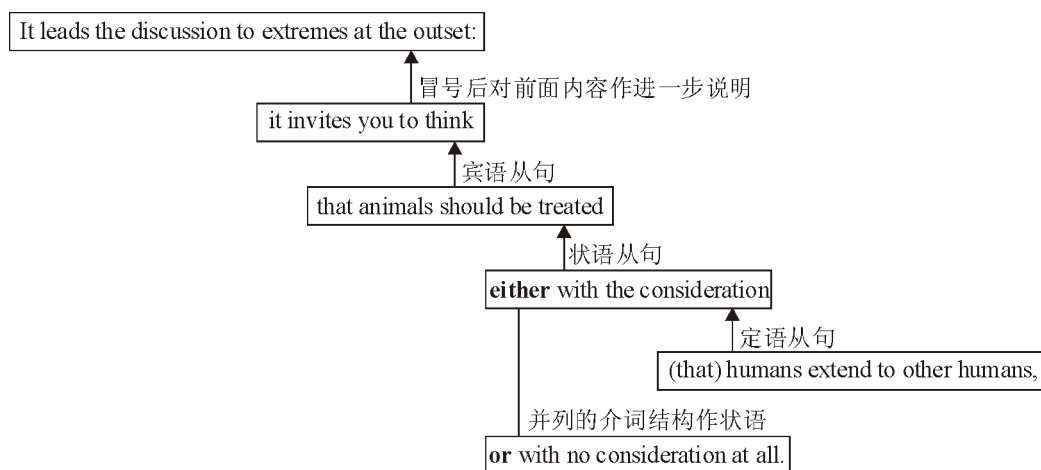 It leads the discussion to extremes at the outset:
冒号后对前面内容作进一步说明
it invites you to think
宾语从句
that animals should be treated
状语从句
either with the consideration
定语从句
(that) humans extend to other humans,
并列的介词结构作状语
or with no consideration at all.